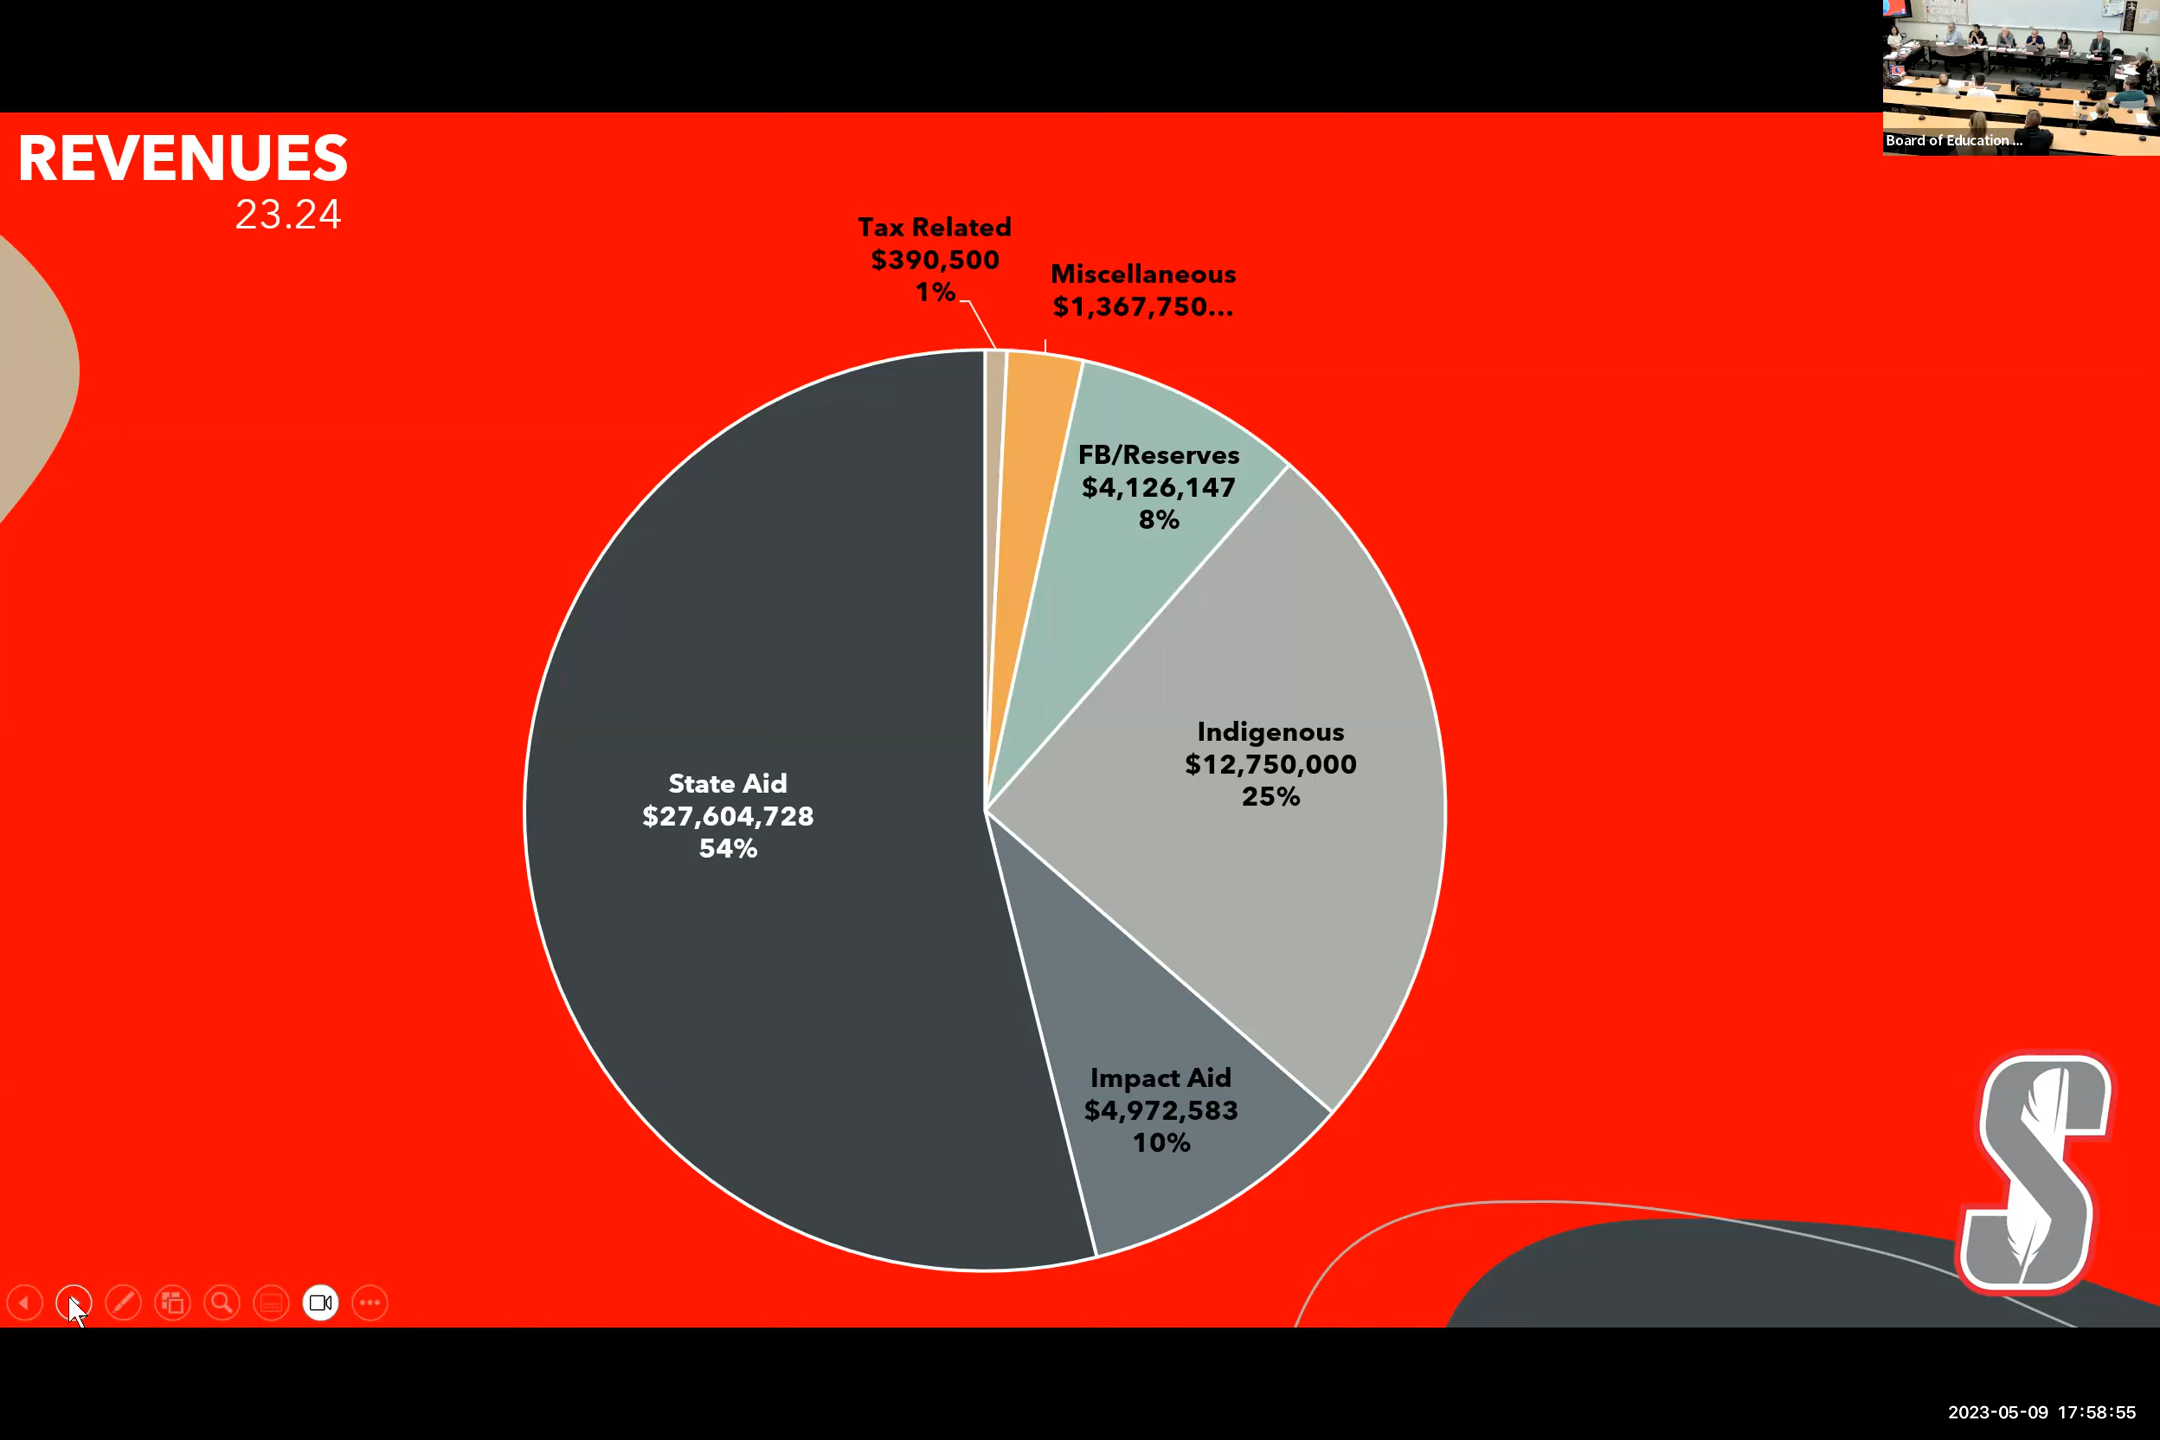 REVENUES
23.24
Tax Related
$390,500
1%
Miscellaneous
$1,367,750...
FB/Reserves
$4,126,147
8%
Indigenous
$12,750,000
25%
State Aid
$27,604,728
54%
Impact Aid
$4,972,583
10%
S
Board of Education ...
2023-05-09 17:58:55